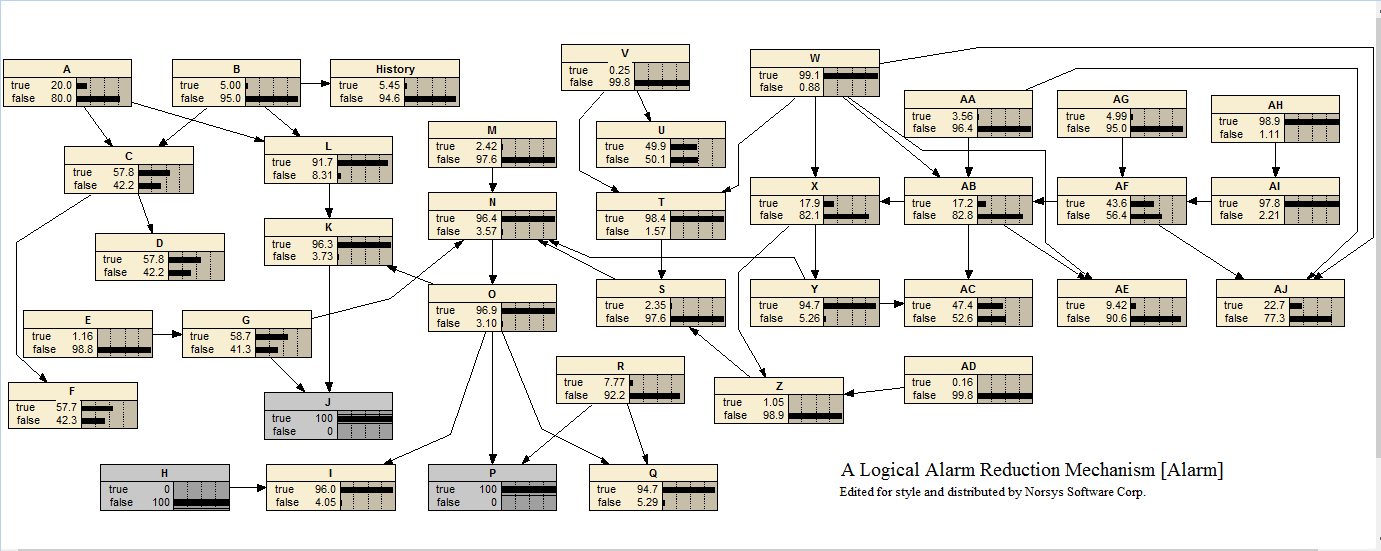 A
true 20.0
false 80.0
B
true 5.00
false 95.0
History
true 5.45
false 94.6
V
true 0.25
false 99.8
W
true 99.1
false 0.88
AA
true 3.56
false 96.4
AG
true 4.99
false 95.0
AH
true 98.9
false 1.11
C
true 57.8
false 42.2
L
true 91.7
false 8.31
M
true 2.42
false 97.6
U
true 49.9
false 50.1
N
true 96.4
false 3.57
T
true 98.4
false 1.57
X
true 17.9
false 82.1
AB
true 17.2
false 82.8
AF
true 43.6
false 56.4
AI
true 97.8
false 2.21
D
true 57.8
false 42.2
K
true 96.3
false 3.73
O
true 96.9
false 3.10
S
true 2.35
false 97.6
Y
true 94.7
false 5.26
AC
true 47.4
false 52.6
AE
true 9.42
false 90.6
AJ
true 22.7
false 77.3
E
true 1.16
false 98.8
G
true 58.7
false 41.3
R
true 7.77
false 92.2
Z
true 1.05
false 98.9
AD
true 0.16
false 99.8
F
true 57.7
false 42.3
J
true 100
false 0
H
true 0
false 100
I
true 96.0
false 4.05
P
true 100
false 0
Q
true 94.7
false 5.29
A Logical Alarm Reduction Mechanism [Alarm]
Edited for style and distributed by Norsys Software Corp.